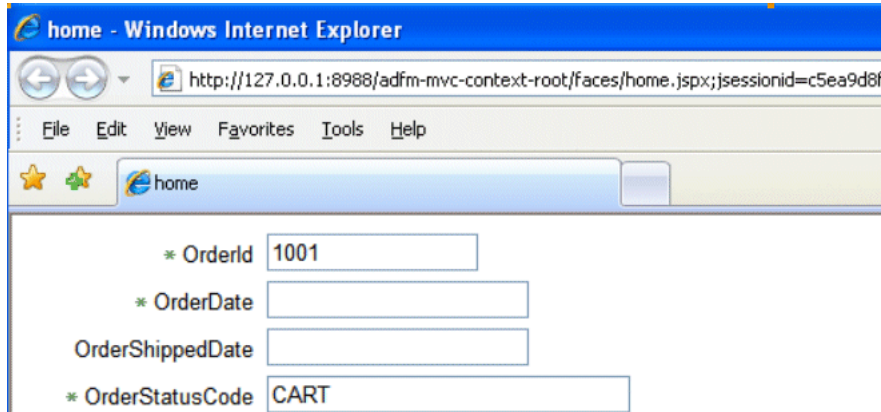 home - Windows Internet Explorer
http://127.0.0.1:8988/adfm-mvc-context-root/faces/home.jspx;jsessionid=c5ea9d8f
File Edit View Favorites Tools Help
home
* OrderId 1001
* OrderDate
OrderShippedDate
* OrderStatusCode CART